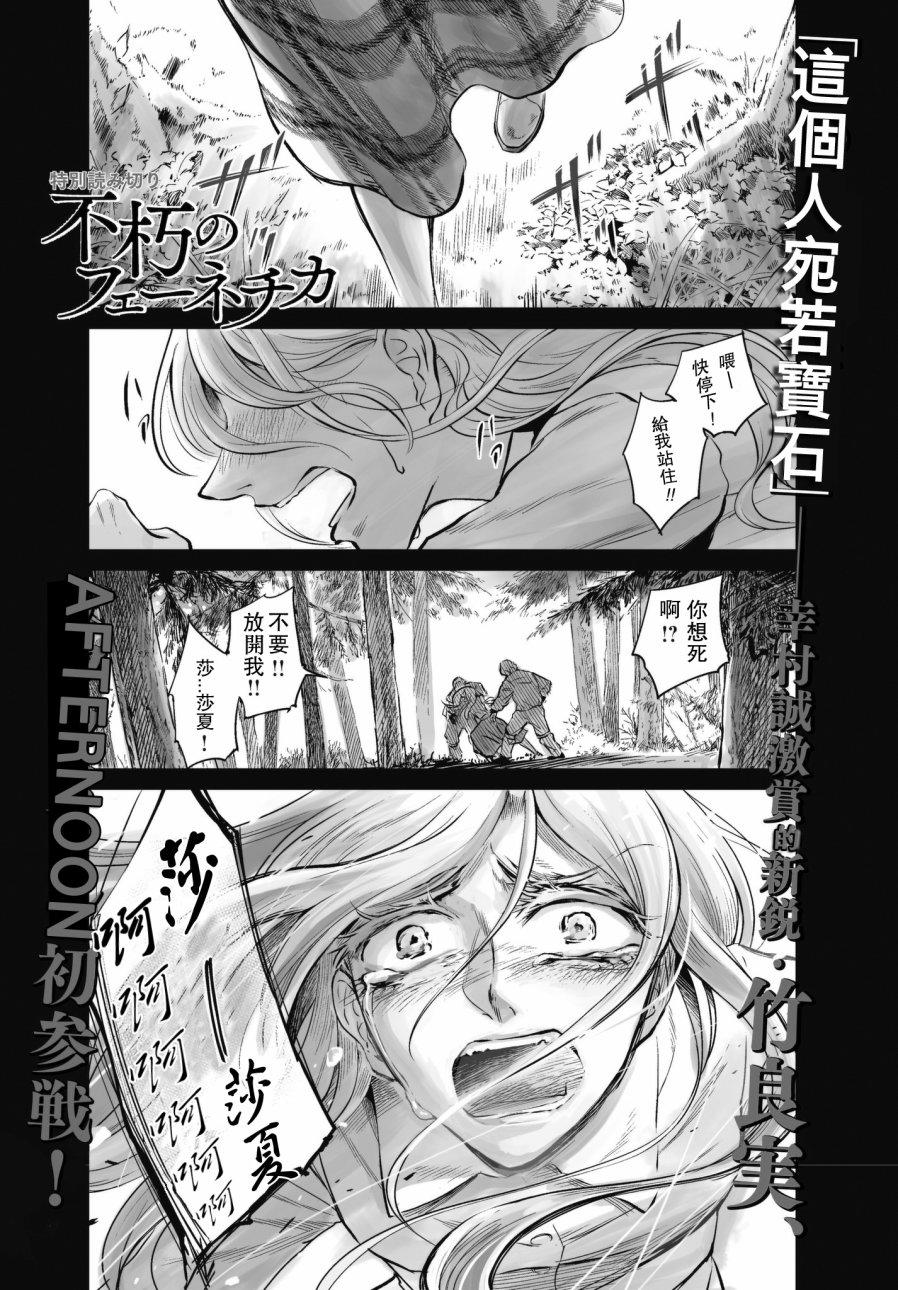 「這個人宛若寶石」
——幸村誠激賞的新鋭・竹良実、
特別読み切り
不朽の
フェーネチカ
喂ー
快停下！
給我站住!!
你想死
啊!?
不要!!
放開我!!
莎…莎夏！
莎ー莎夏
啊啊啊啊啊啊
AFTERNOON初参戦！